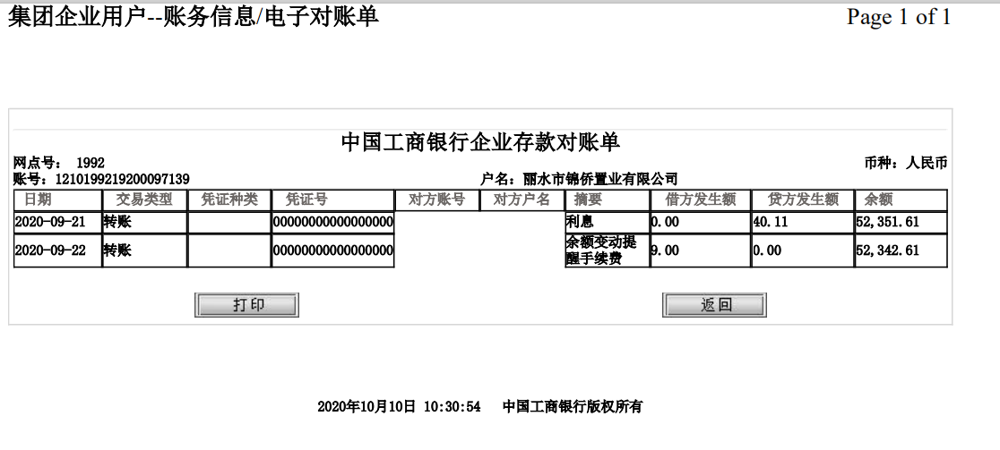 集团企业用户--账务信息/电子对账单 Page 1 of 1
中国工商银行企业存款对账单
网点号： 1992 币种：人民币
账号：1210199219200097139 户名：丽水市锦侨置业有限公司
日期 交易类型 凭证种类 凭证号 对方账号 对方户名 摘要 借方发生额 贷方发生额 余额
2020-09-21 转账 00000000000000000 利息 0.00 40.11 52,351.61
2020-09-22 转账 00000000000000000 余额变动提醒手续费 9.00 0.00 52,342.61
打印 返回
2020年10月10日 10:30:54 中国工商银行版权所有